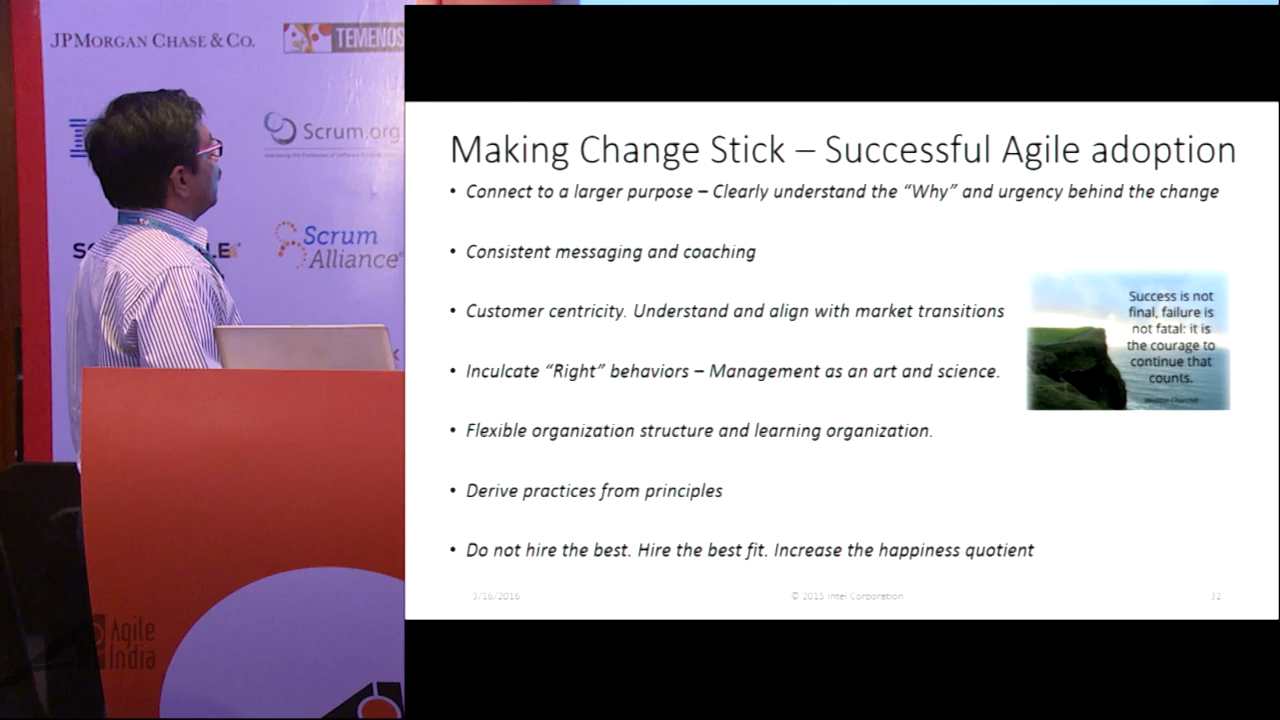 JPMORGAN CHASE & CO.
TEMENOS
Scrum.org
Scrum
Alliance
Agile
India
Making Change Stick – Successful Agile adoption
• Connect to a larger purpose – Clearly understand the “Why” and urgency behind the change
• Consistent messaging and coaching
• Customer centricity. Understand and align with market transitions
• Inculcate “Right” behaviors – Management as an art and science.
• Flexible organization structure and learning organization.
• Derive practices from principles
• Do not hire the best. Hire the best fit. Increase the happiness quotient
Success is not
final, failure is
not fatal: it is
the courage to
continue that
counts.
Winston Churchill
3/16/2016
© 2015 Intel Corporation
32